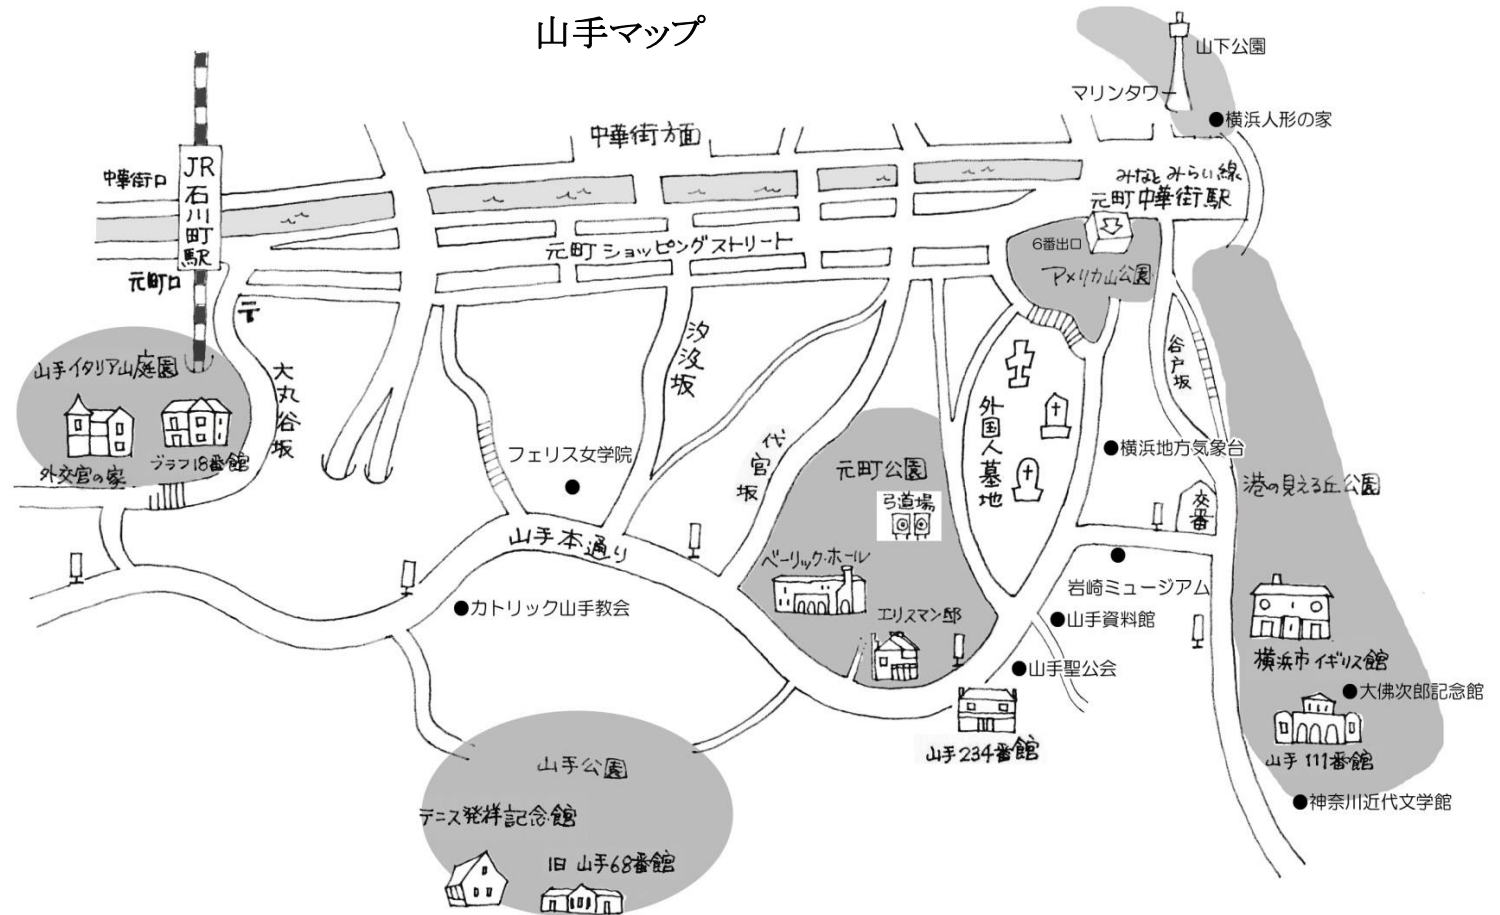 山手マップ
山下公園
マリンタワー
横浜人形の家
中華街方面
中華街口
JR石川町駅
元町口
みなとみらい線
元町中華街駅
6番出口
アメリカ山公園
元町ショッピングストリート
〒
山手イタリア山庭園
外交官の家
ブラフ18番館
大丸谷坂
汐汲坂
代官坂
谷戸坂
フェリス女学院
元町公園
弓道場
外国人墓地
横浜地方気象台
港の見える丘公園
交番
山手本通り
ベーリック・ホール
エリスマン邸
岩崎ミュージアム
カトリック山手教会
山手資料館
山手聖公会
横浜市イギリス館
大佛次郎記念館
山手234番館
山手111番館
神奈川近代文学館
山手公園
テニス発祥記念館
旧山手68番館